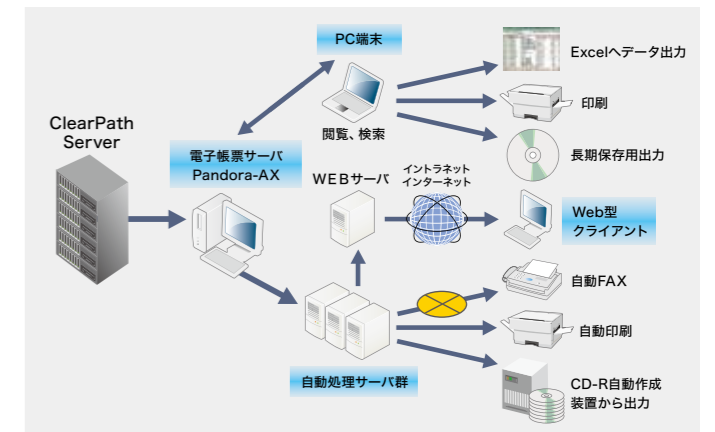 PC端末
Excelへデータ出力
印刷
長期保存用出力
閲覧、検索
ClearPath
Server
電子帳票サーバ
Pandora-AX
WEBサーバ
イントラネット
インターネット
Web型
クライアント
自動FAX
自動印刷
自動処理サーバ群
CD-R自動作成
装置から出力